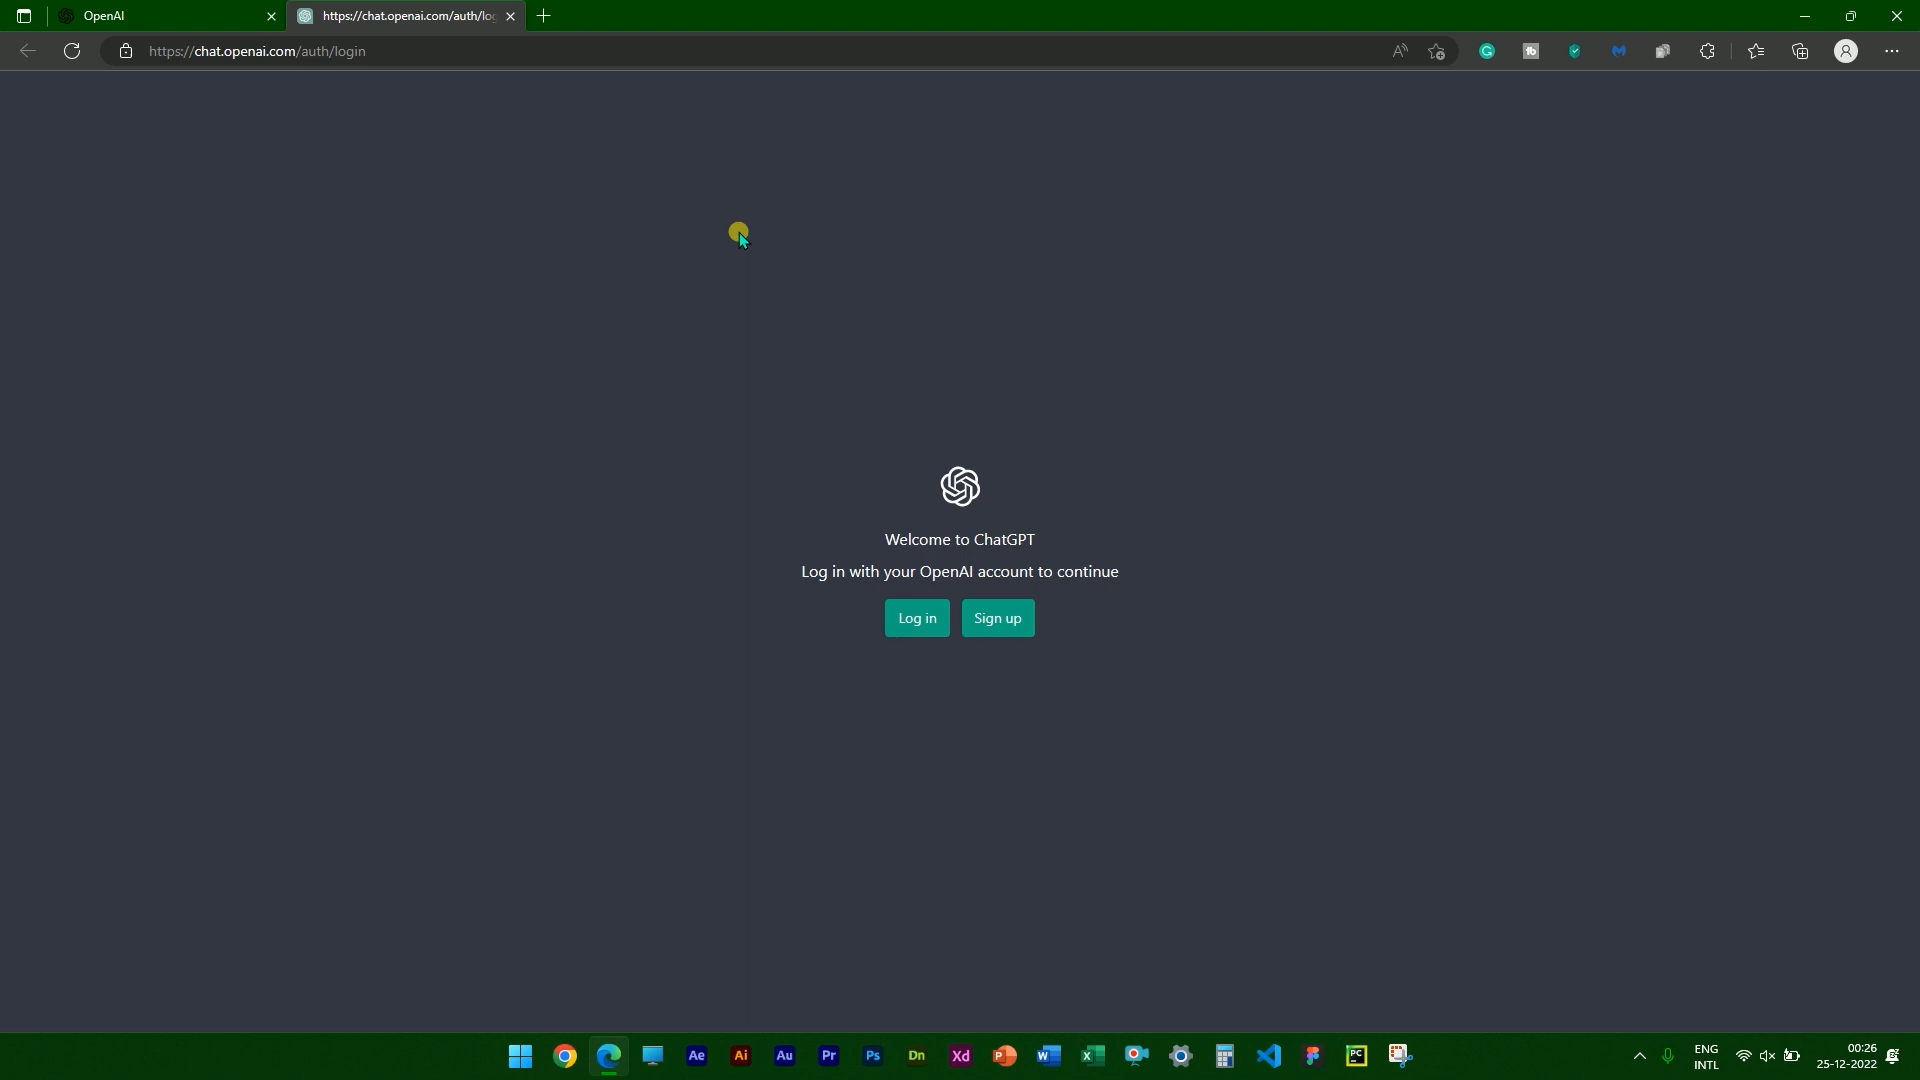 OpenAI
https://chat.openai.com/auth/log
https://chat.openai.com/auth/login
Welcome to ChatGPT
Log in with your OpenAI account to continue
Log in
Sign up
Ae
Ai
Au
Pr
Ps
Dn
Xd
P
W
X
PC
ENG
INTL
00:26
25-12-2022